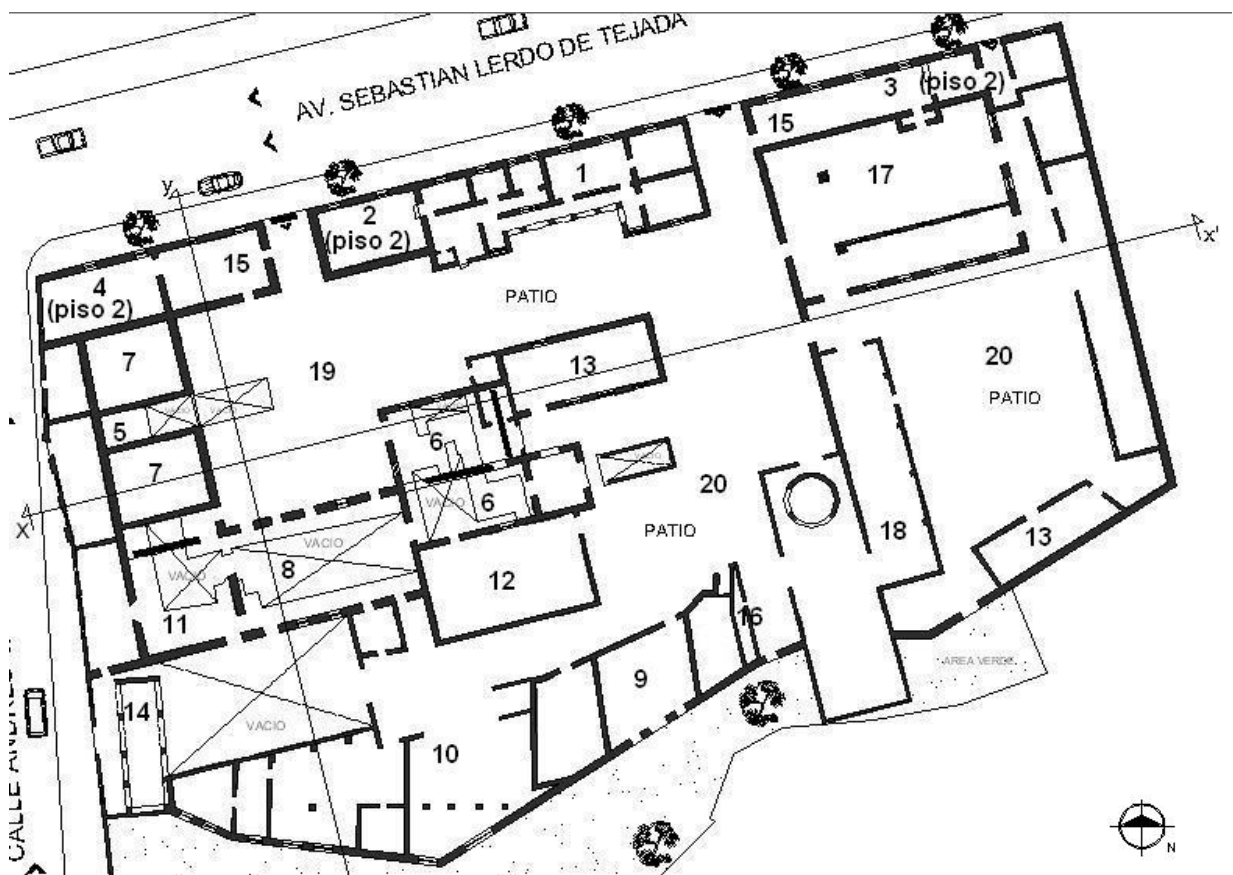 AV. SEBASTIAN LERDO DE TEJADA
3
(piso 2)
15
1
17
y
2
(piso 2)
15
4
(piso 2)
x'
PATIO
7
19
13
20
PATIO
5
6
7
VACIO
6
20
PATIO
X
VACIO
VACIO
8
VACIO
12
18
13
11
16
9
AREA VERDE
14
VACIO
10
CALLE
N